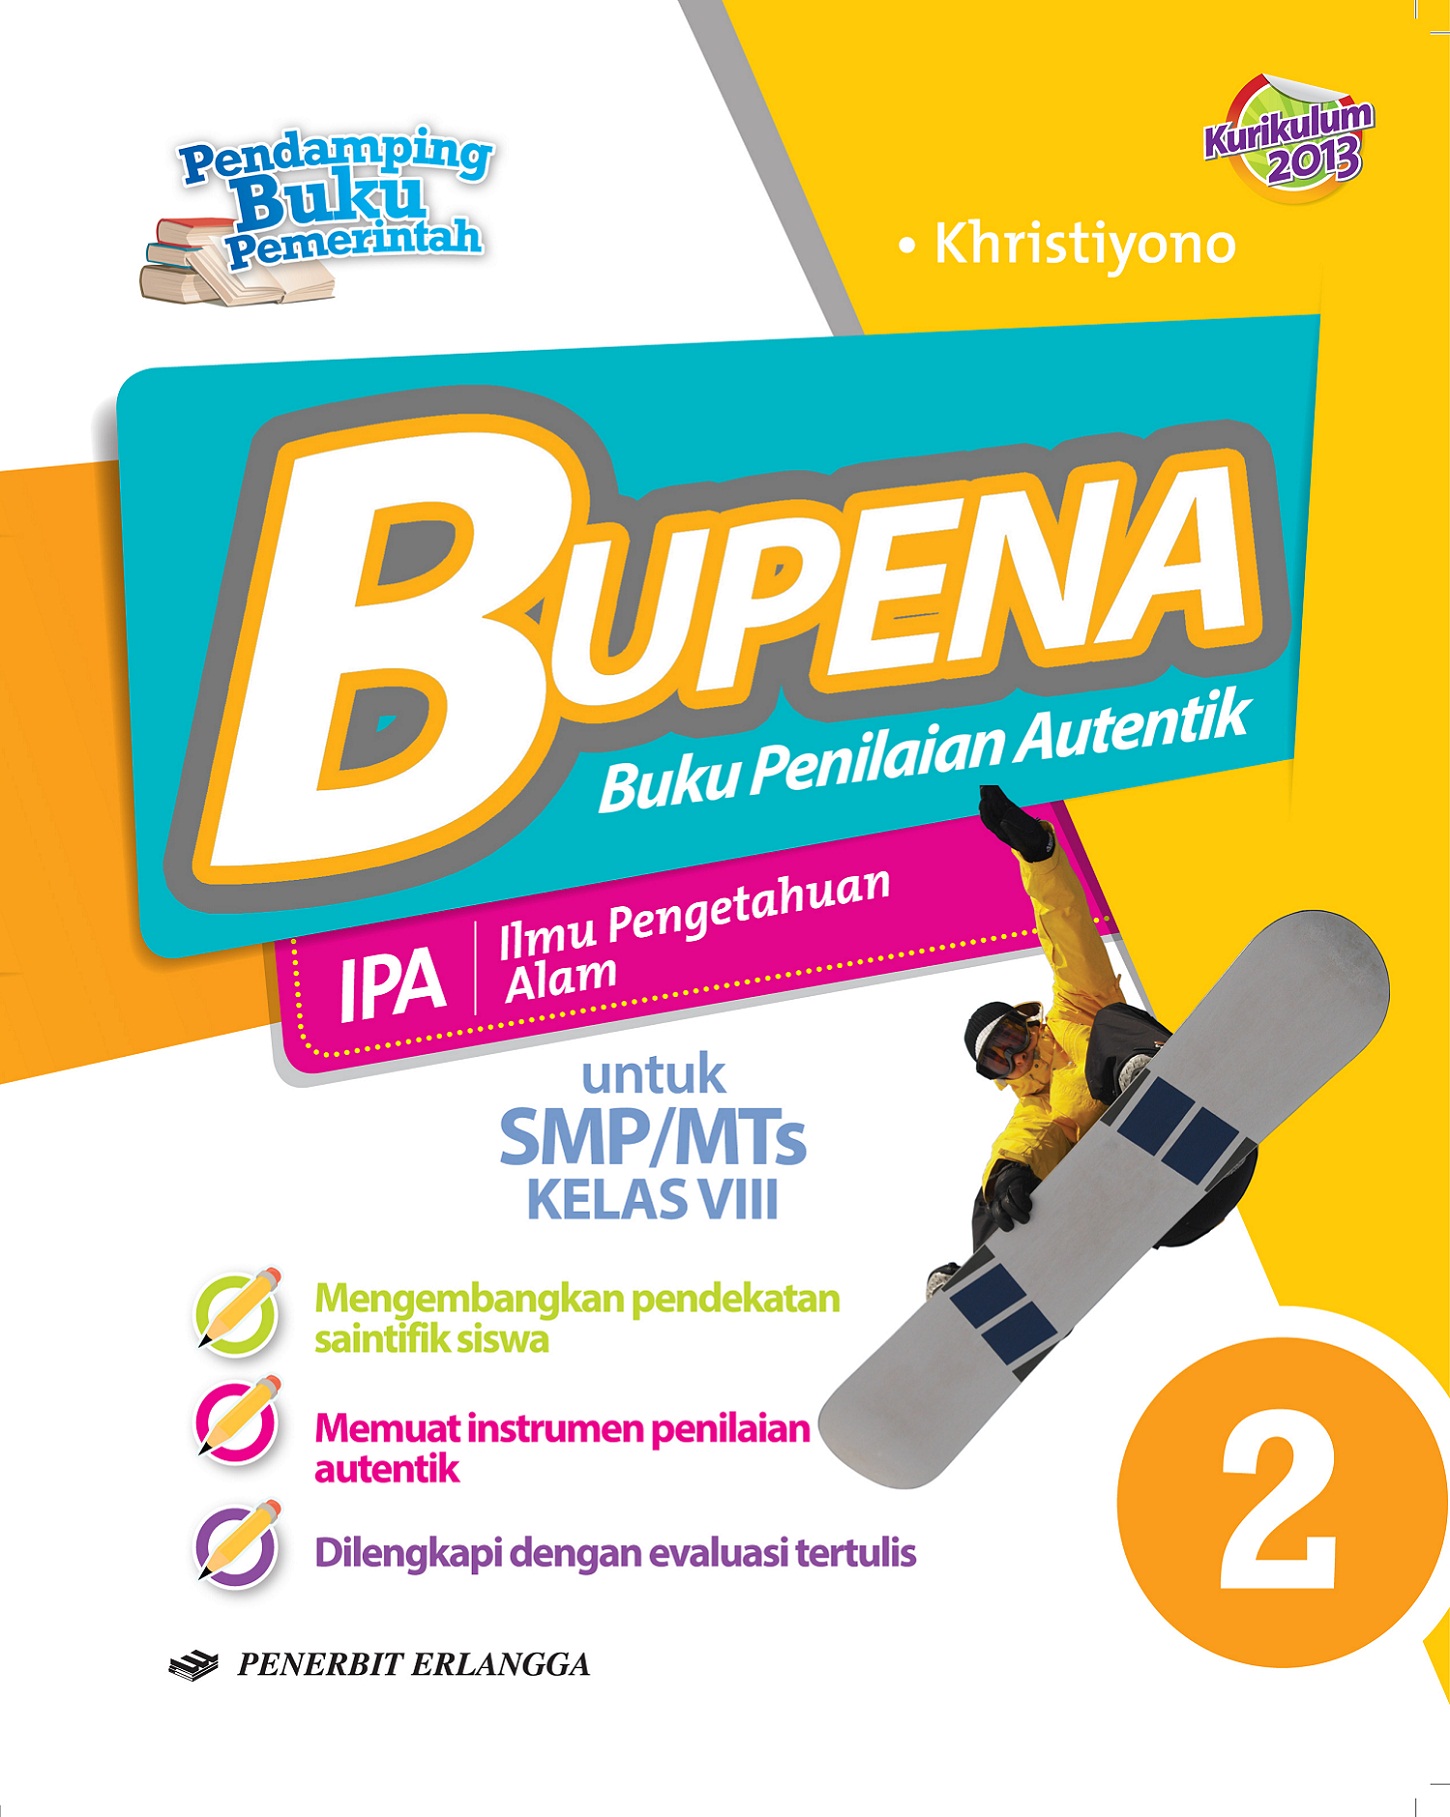 Pendamping
Buku
Pemerintah
Kurikulum
2013
• Khristiyono
BUPENA
Buku Penilaian Autentik
IPA
Ilmu Pengetahuan
Alam
untuk
SMP/MTs
KELAS VIII
Mengembangkan pendekatan
saintifik siswa
Memuat instrumen penilaian
autentik
Dilengkapi dengan evaluasi tertulis
2
PENERBIT ERLANGGA